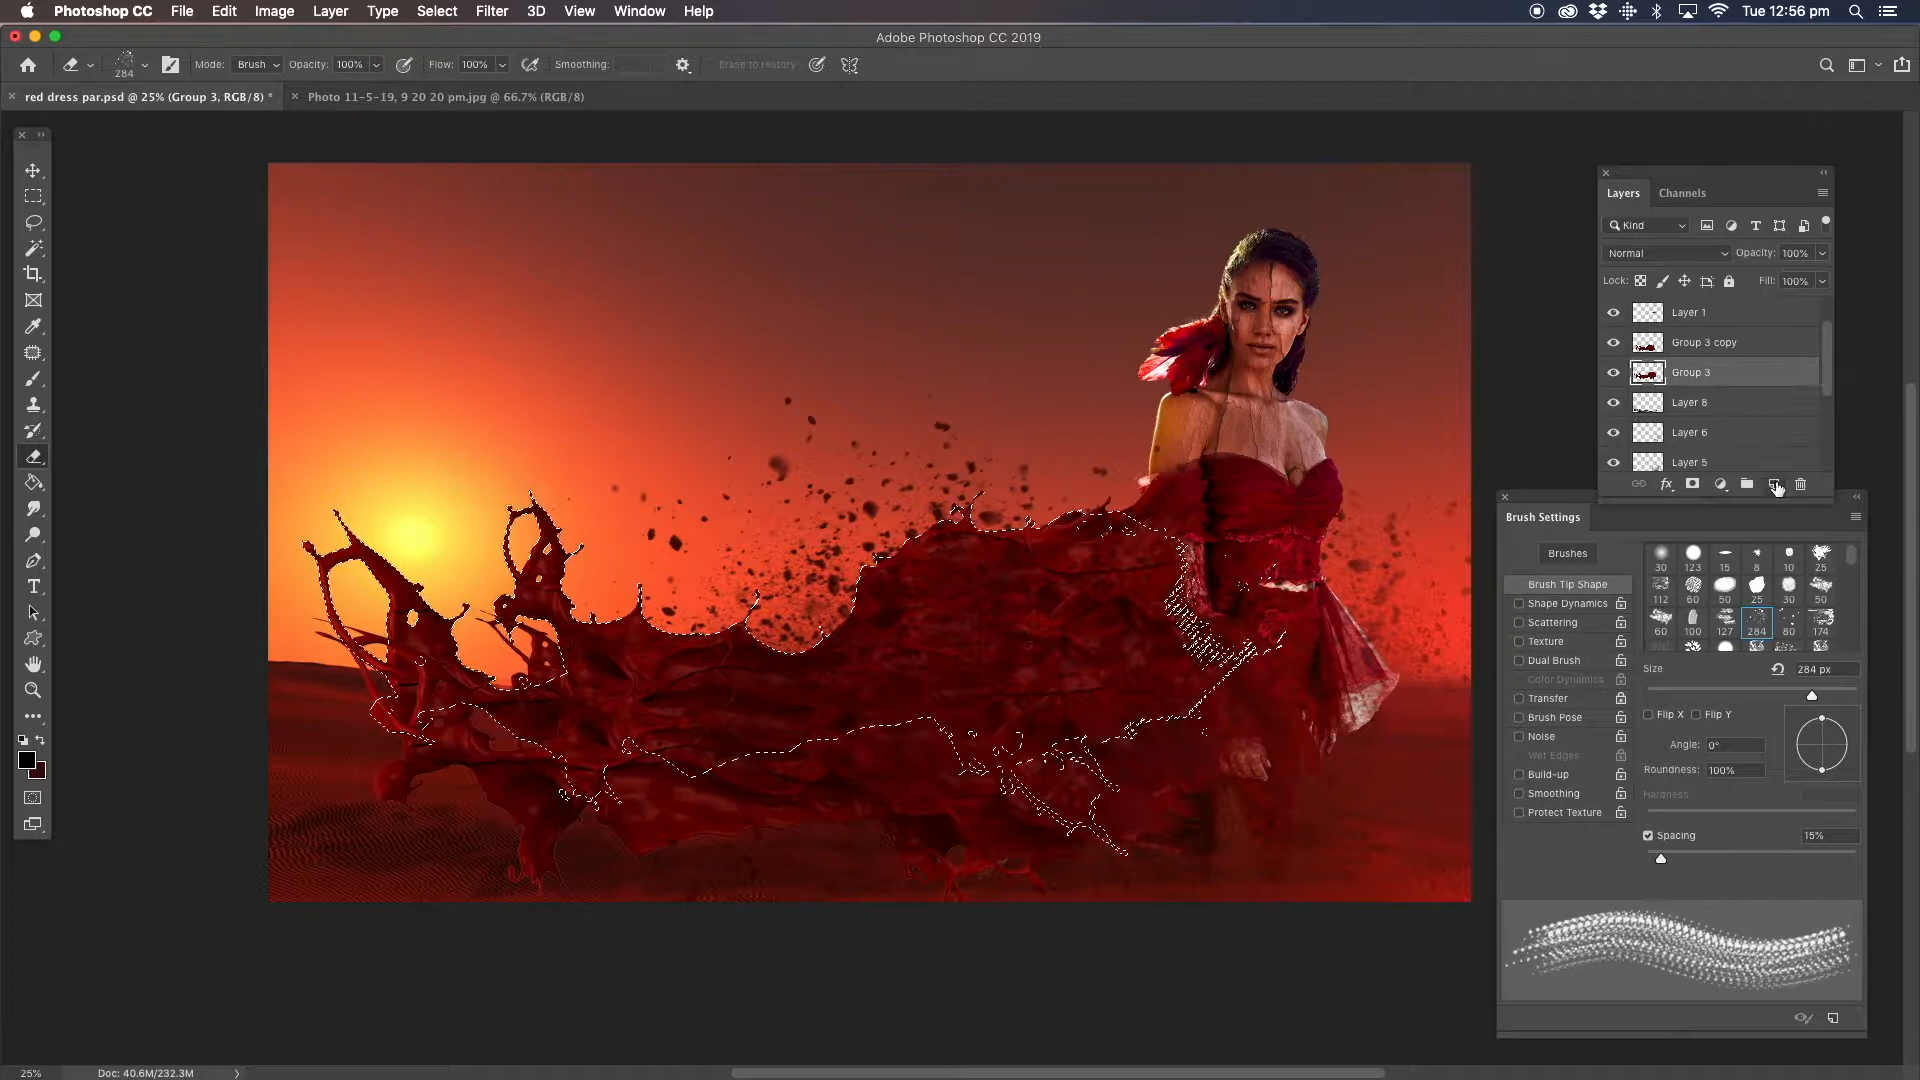 Photoshop CC File Edit Image Layer Type Select Filter 3D View Window Help Tue 12:56 pm
Adobe Photoshop CC 2019
284 Mode: Brush Opacity: 100% Flow: 100% Smoothing: Erase to History
red dress par.psd @ 25% (Group 3, RGB/8) * Photo 11-5-19, 9 20 20 pm.jpg @ 66.7% (RGB/8)
Layers Channels
Kind
Normal Opacity: 100%
Lock: Fill: 100%
Layer 1
Group 3 copy
Group 3
Layer 8
Layer 6
Layer 5
fx
Brush Settings
Brushes
30 123 15 8 10 25
112 60 50 25 30 50
60 100 127 284 80 174
Brush Tip Shape
Shape Dynamics
Scattering
Texture
Dual Brush
Color Dynamics
Transfer
Brush Pose
Noise
Wet Edges
Build-up
Smoothing
Protect Texture
Size 284 px
Flip X Flip Y
Angle: 0°
Roundness: 100%
Hardness
Spacing 15%
25% Doc: 40.6M/232.3M